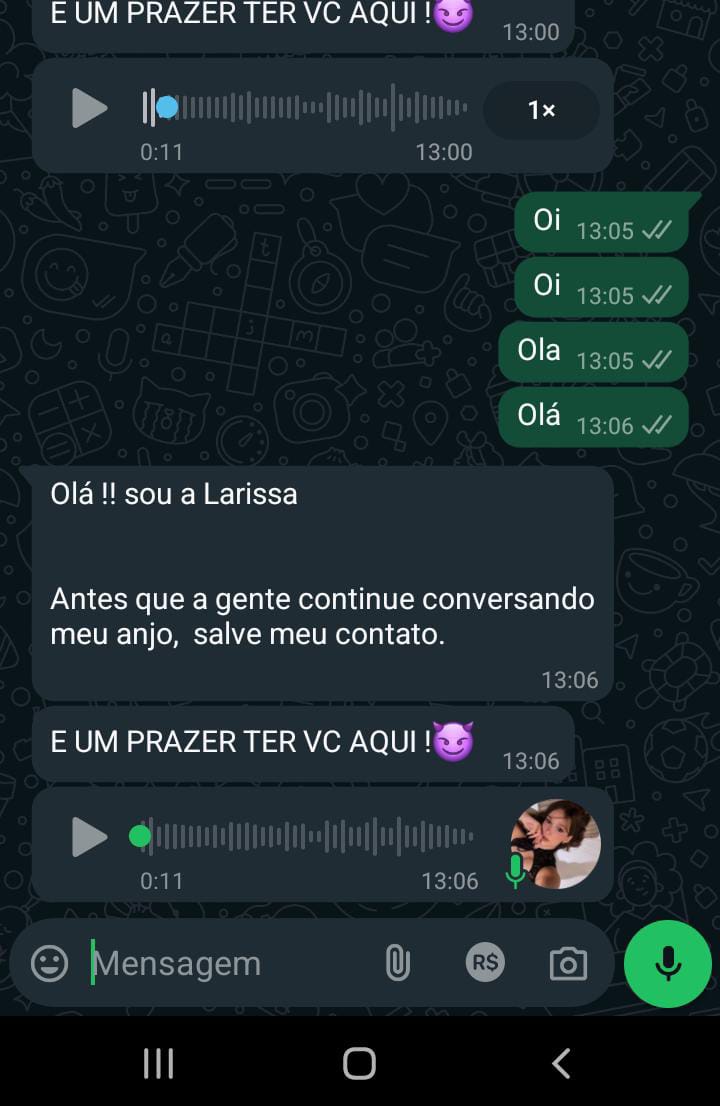 E UM PRAZER TER VC AQUI !😈
13:00
1×
0:11
13:00
Oi 13:05
Oi 13:05
Ola 13:05
Olá 13:06
Olá !! sou a Larissa
Antes que a gente continue conversando
meu anjo,  salve meu contato.
13:06
E UM PRAZER TER VC AQUI !😈
13:06
0:11
13:06
Mensagem
R$